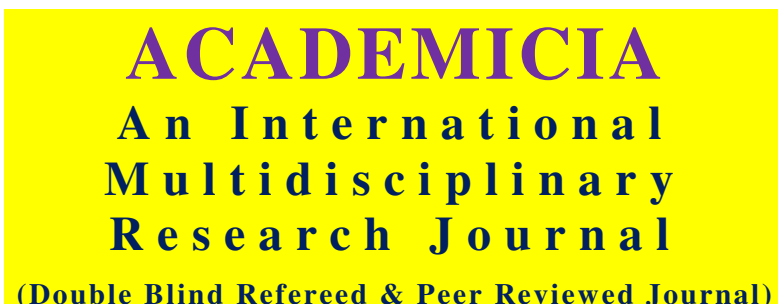 ACADEMICIA
An International
Multidisciplinary
Research Journal
(Double Blind Refereed & Peer Reviewed Journal)